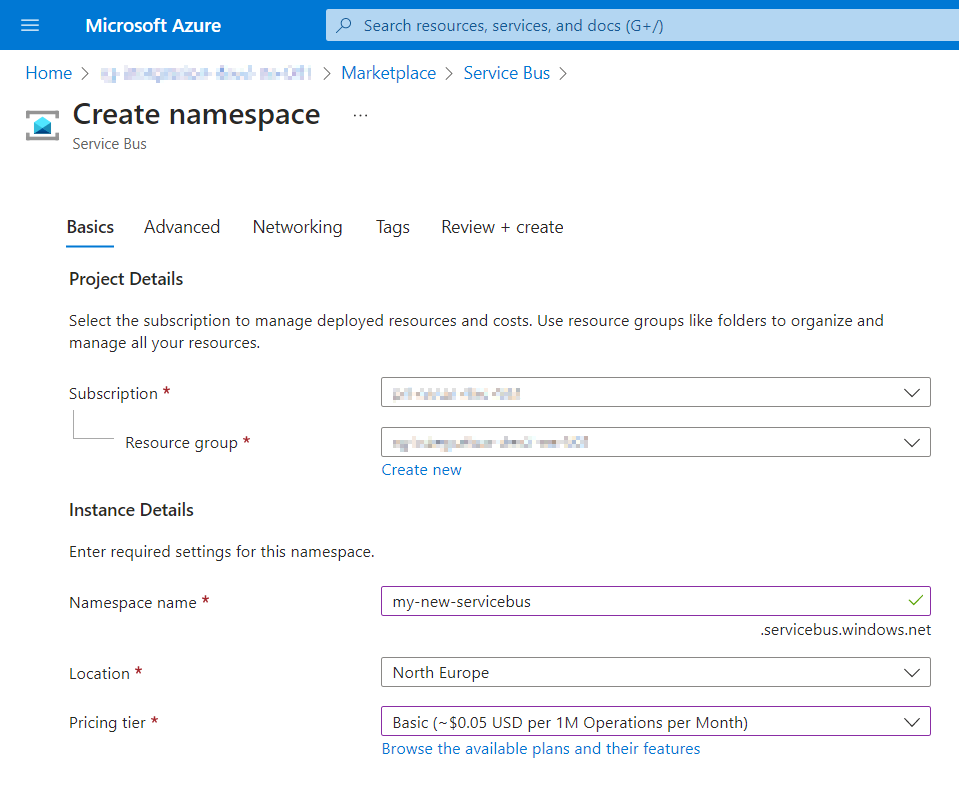 Microsoft Azure
Search resources, services, and docs (G+/)
Home > > Marketplace > Service Bus >
Create namespace ...
Service Bus
Basics Advanced Networking Tags Review + create
Project Details
Select the subscription to manage deployed resources and costs. Use resource groups like folders to organize and
manage all your resources.
Subscription *
Resource group *
Create new
Instance Details
Enter required settings for this namespace.
Namespace name * my-new-servicebus
.servicebus.windows.net
Location * North Europe
Pricing tier * Basic (~$0.05 USD per 1M Operations per Month)
Browse the available plans and their features